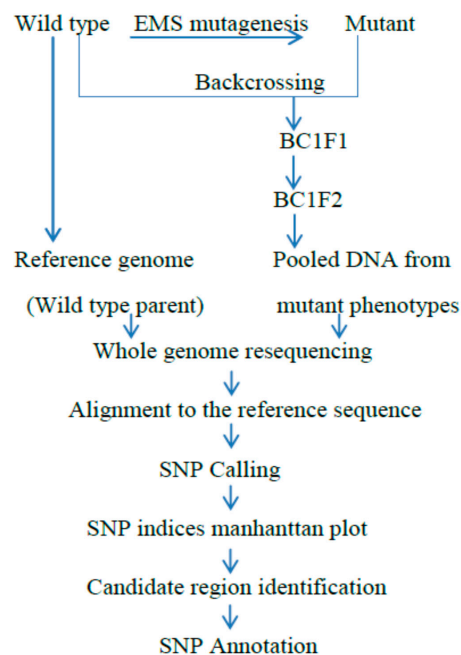 Wild type EMS mutagenesis Mutant
Backcrossing
BC1F1
BC1F2
Reference genome Pooled DNA from
(Wild type parent) mutant phenotypes
Whole genome resequencing
Alignment to the reference sequence
SNP Calling
SNP indices manhanttan plot
Candidate region identification
SNP Annotation